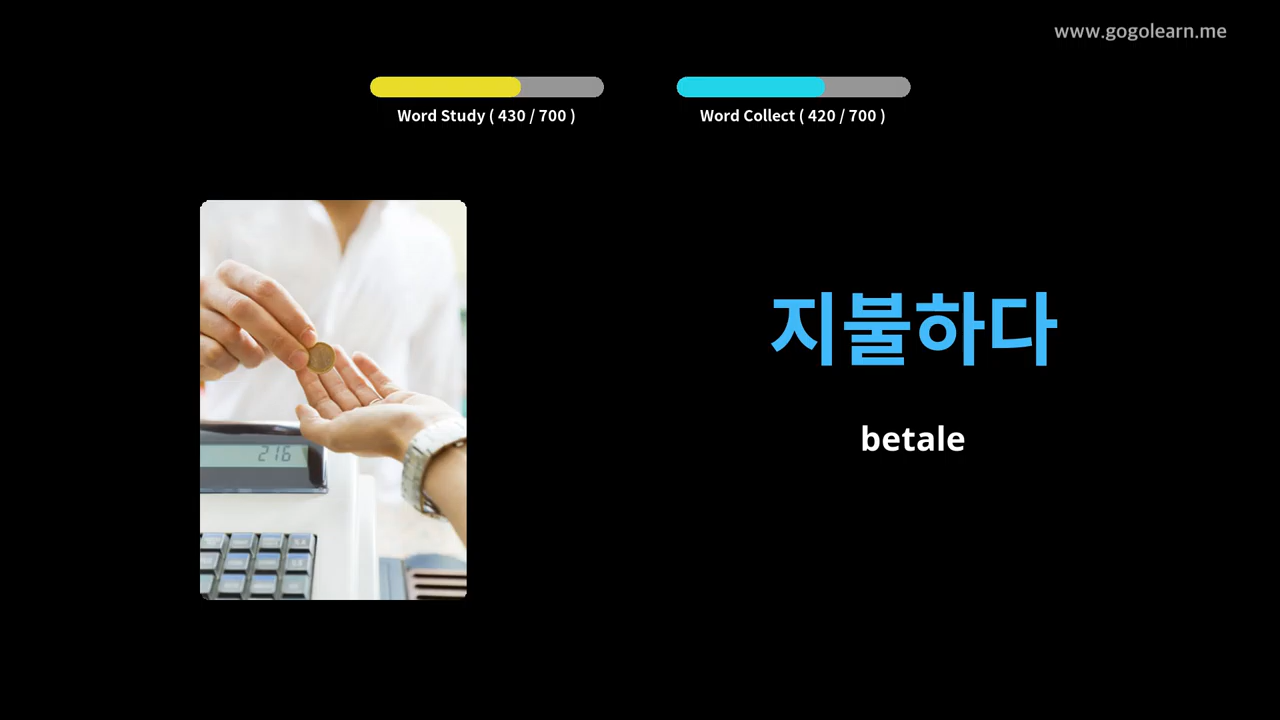 www.gogolearn.me
Word Study ( 430 / 700 )
Word Collect ( 420 / 700 )
지불하다
betale
216